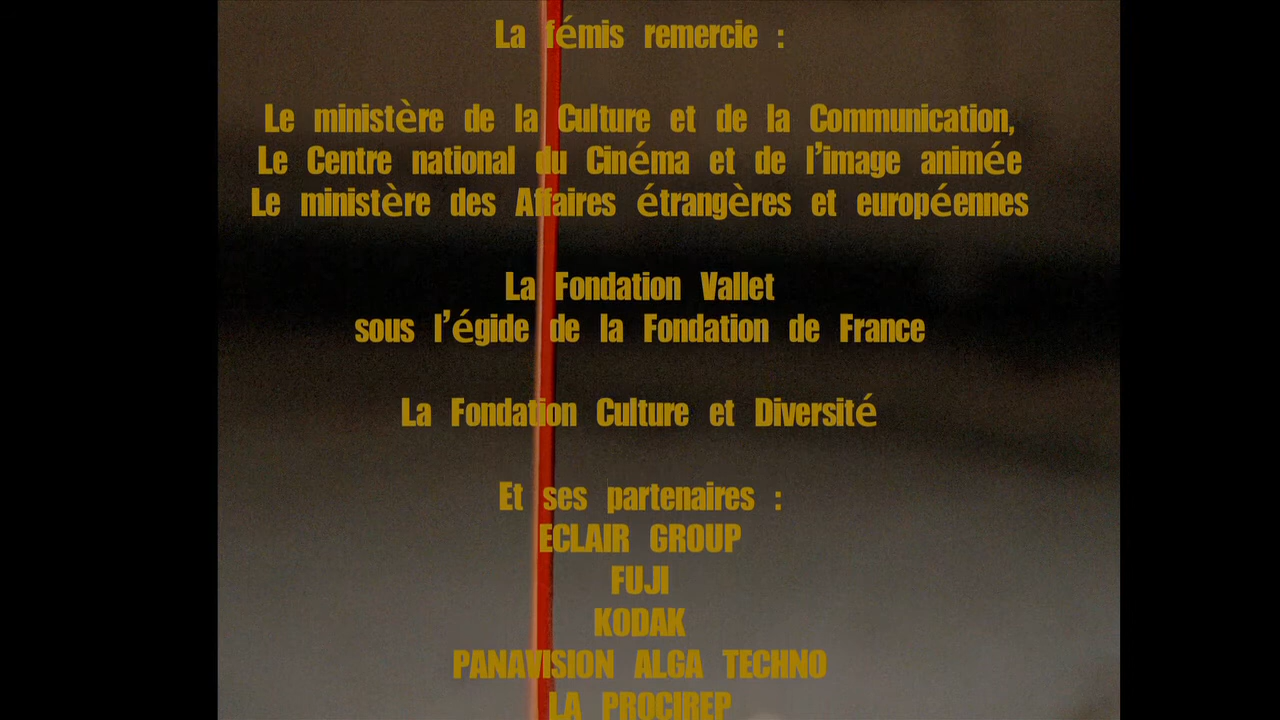 La fémis remercie :
Le ministère de la Culture et de la Communication,
Le Centre national du Cinéma et de l'image animée
Le ministère des Affaires étrangères et européennes
La Fondation Vallet
sous l'égide de la Fondation de France
La Fondation Culture et Diversité
Et ses partenaires :
ECLAIR GROUP
FUJI
KODAK
PANAVISION ALGA TECHNO
LA PROCIREP